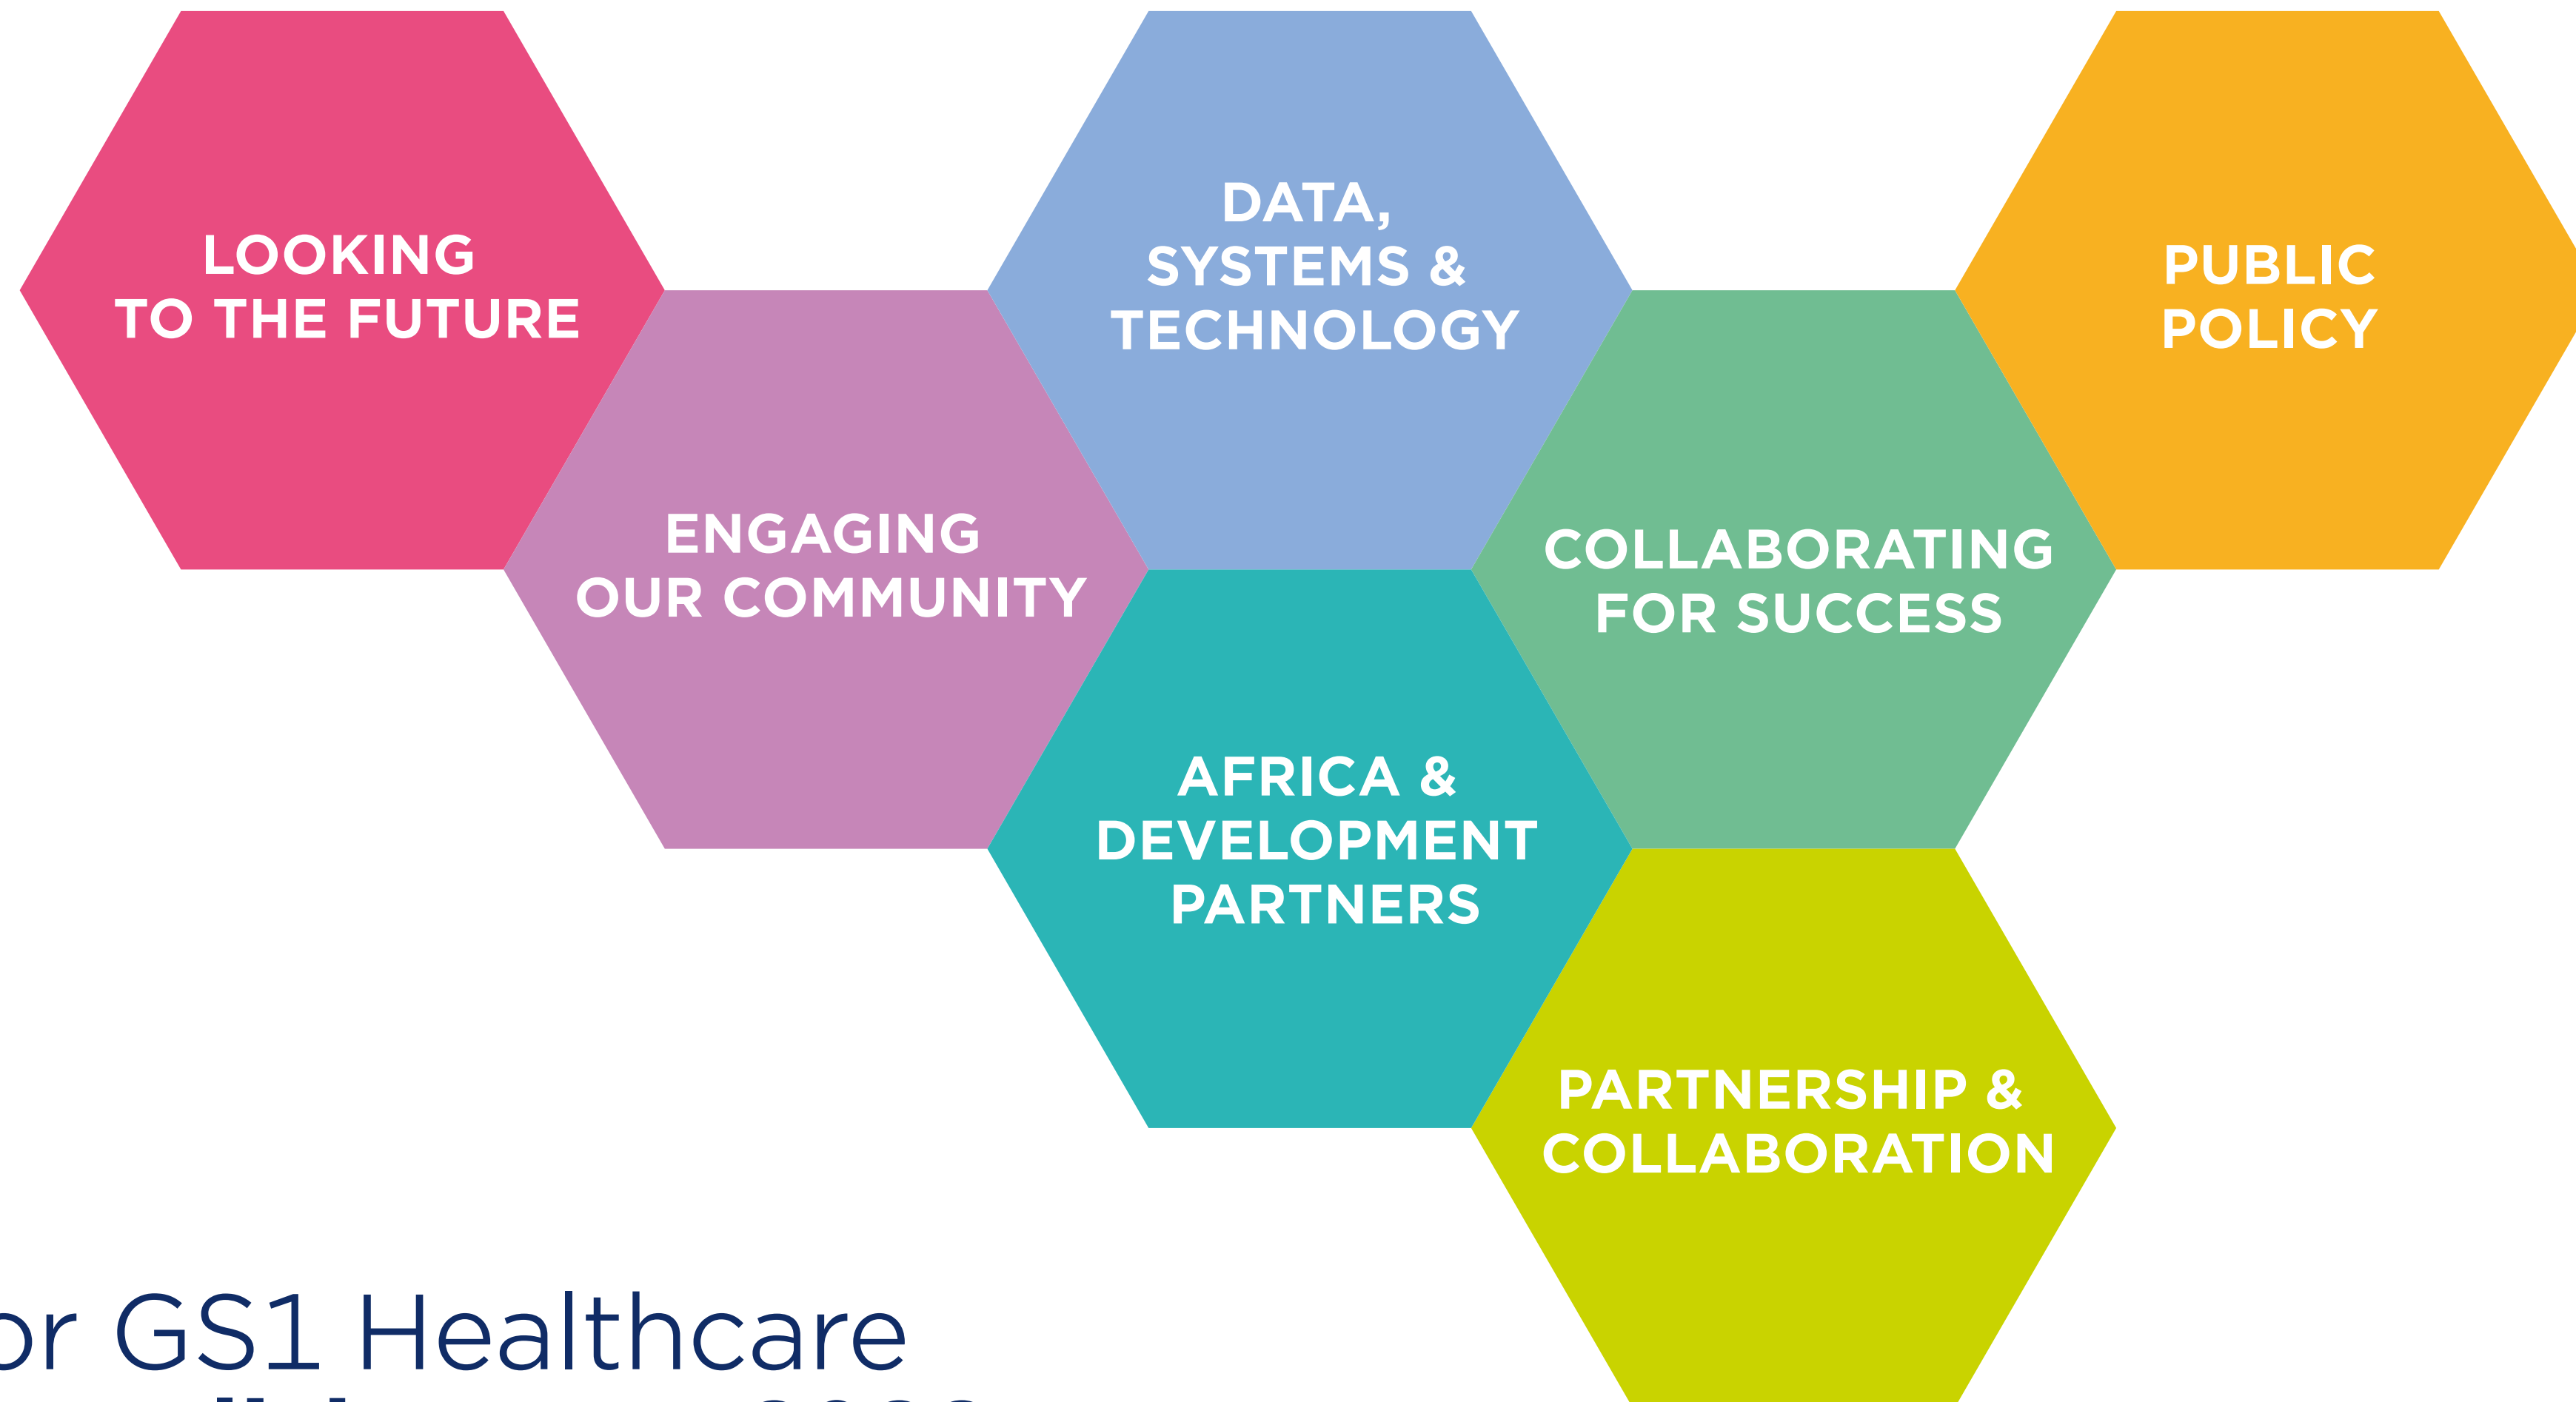 LOOKING
TO THE FUTURE
DATA,
SYSTEMS &
TECHNOLOGY
PUBLIC
POLICY
ENGAGING
OUR COMMUNITY
COLLABORATING
FOR SUCCESS
AFRICA &
DEVELOPMENT
PARTNERS
PARTNERSHIP &
COLLABORATION
or GS1 Healthcare